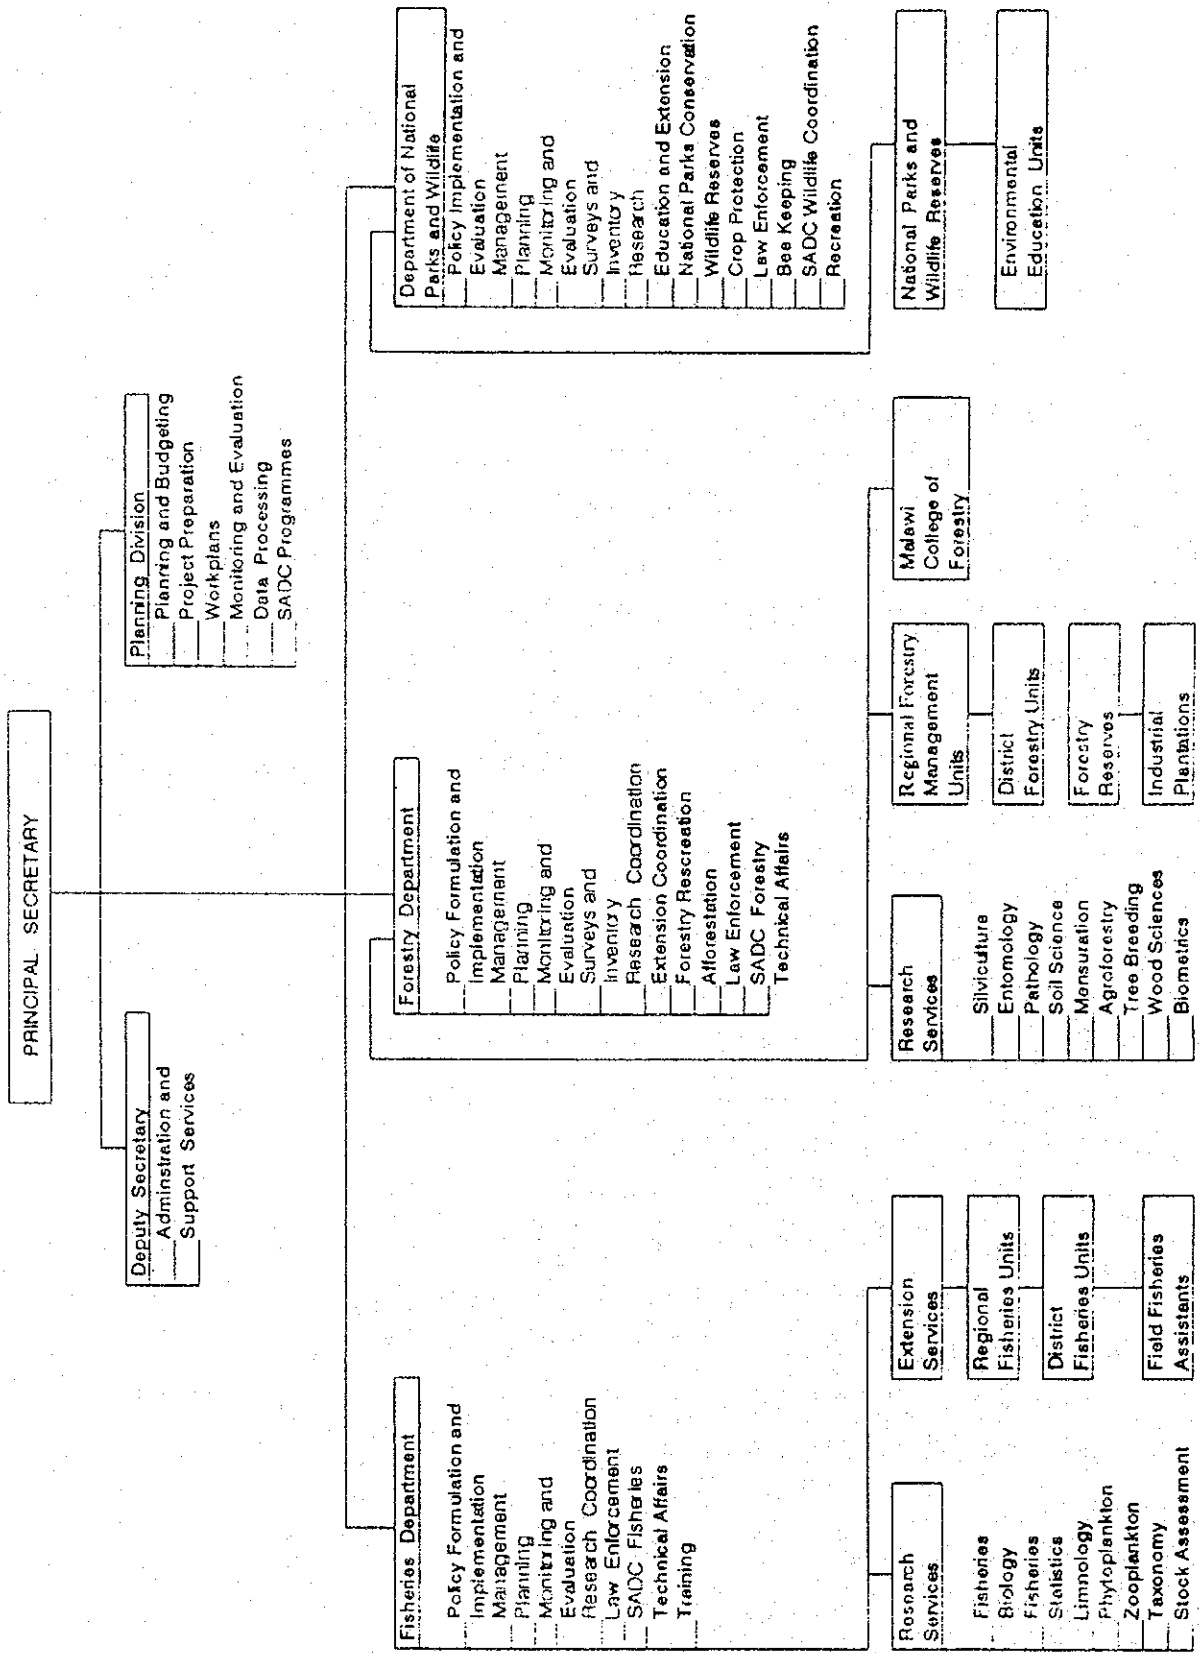 PRINCIPAL SECRETARY
Deputy Secretary
Adminstration and
Support Services
Planning Division
Planning and Budgeting
Project Preparation
Workplans
Monitoring and Evaluation
Data Processing
SADC Programmes
Fisheries Department
Policy Formulation and
Implementation
Management
Planning
Monitoring and
Evaluation
Research Coordination
Law Enforcement
SADC Fisheries
Technical Affairs
Training
Forestry Department
Policy Formulation and
Implementation
Management
Planning
Monitoring and
Evaluation
Surveys and
Inventory
Research Coordination
Extension Coordination
Forestry Rescreation
Afforestation
Law Enforcement
SADC Forestry
Technical Affairs
Department of National
Parks and Wildlife
Policy Implementation and
Evaluation
Management
Planning
Monitoring and
Evaluation
Surveys and
Inventory
Research
Education and Extension
National Parks Conservation
Wildlife Reserves
Crop Protection
Law Enforcement
Bee Keeping
SADC Wildlife Coordination
Recreation
Research
Services
Fisheries
Biology
Fisheries
Statistics
Limnology
Phytoplankton
Zooplankton
Taxonomy
Stock Assessment
Extension
Services
Regional
Fisheries Units
District
Fisheries Units
Field Fisheries
Assistants
Research
Services
Silviculture
Entomology
Pathology
Soil Science
Mensuration
Agroforestry
Tree Breeding
Wood Sciences
Biometrics
Regional Forestry
Management
Units
District
Forestry Units
Forestry
Reserves
Industrial
Plantations
Malawi
College of
Forestry
National Parks and
Wildlife Reserves
Environmental
Education Units